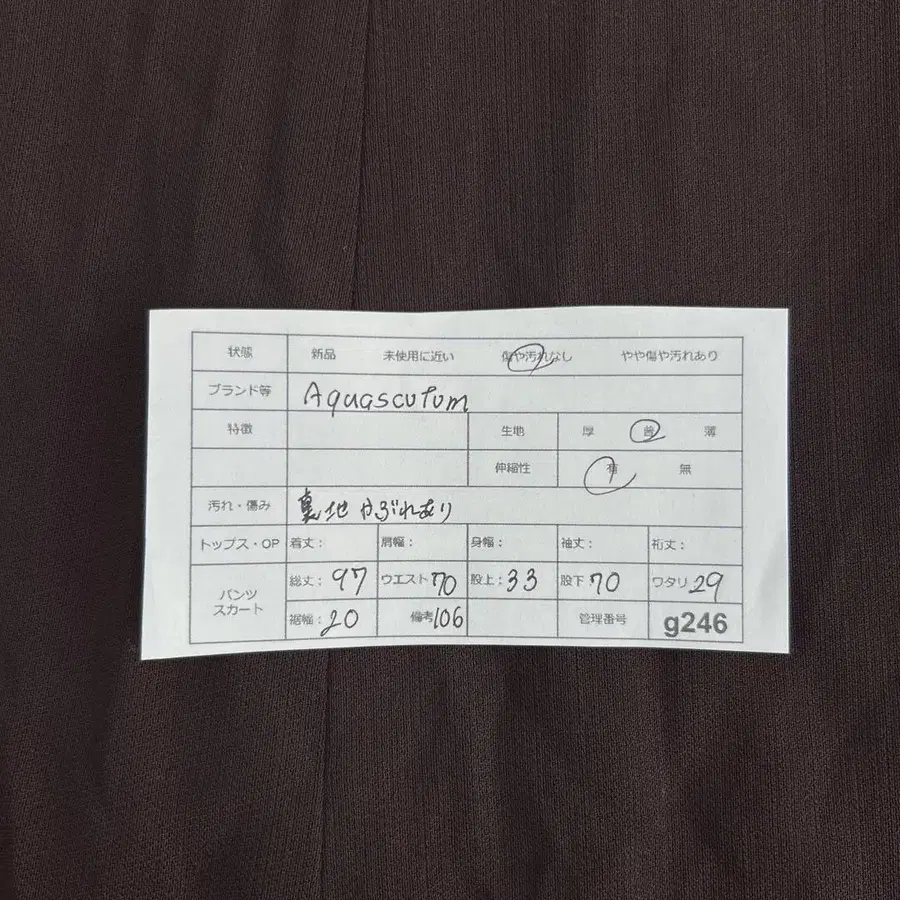 状態 新品 未使用に近い 傷や汚れなし やや傷や汚れあり
ブランド等 Aquascutum
特徴 生地 厚 普 薄
伸縮性 有 無
汚れ・傷み 裏地 やぶれあり
トップス・OP 着丈: 肩幅: 身幅: 袖丈: 裄丈:
パンツ スカート 総丈: 97 ウエスト 70 股上: 33 股下 70 ワタリ 29
裾幅: 20 備考 106 管理番号 g246